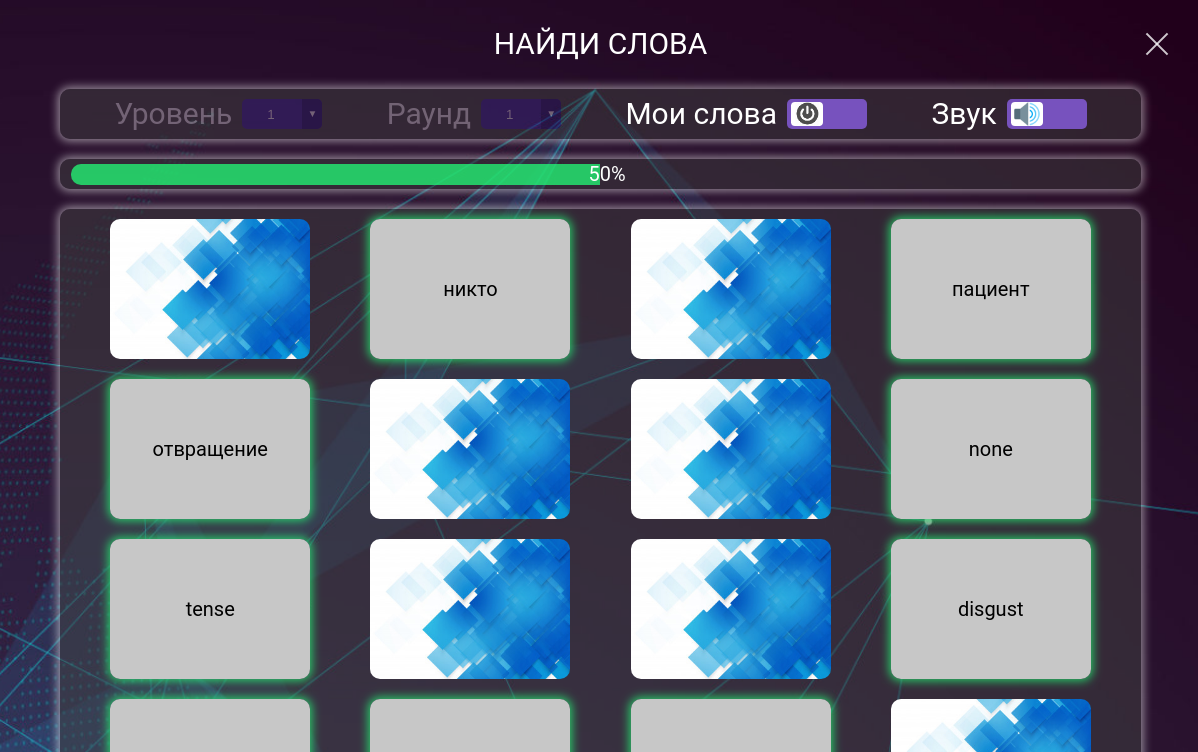 НАЙДИ СЛОВА
Уровень 1 Раунд 1 Мои слова Звук
50%
никто пациент
отвращение none
tense disgust